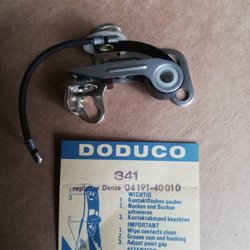 DODUCO
341
replaces Denso 04191-40010
WICHTIG
1. Kontaktflächen sauber
2. Nocken und Buchse
schmieren
3. Kontaktabstand beachten
IMPORTANT
1. Wipe contacts clean
2. Grease cam and bushing
3. Adjust point gap